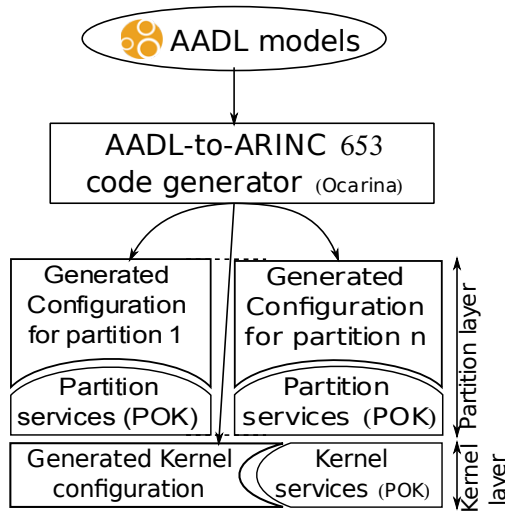 AADL models
AADL-to-ARINC 653
code generator (Ocarina)
Generated
Configuration
for partition 1
Partition
services (POK)
Generated
Configuration
for partition n
Partition
services (POK)
Partition layer
Generated Kernel
configuration
Kernel
services (POK)
Kernel
layer